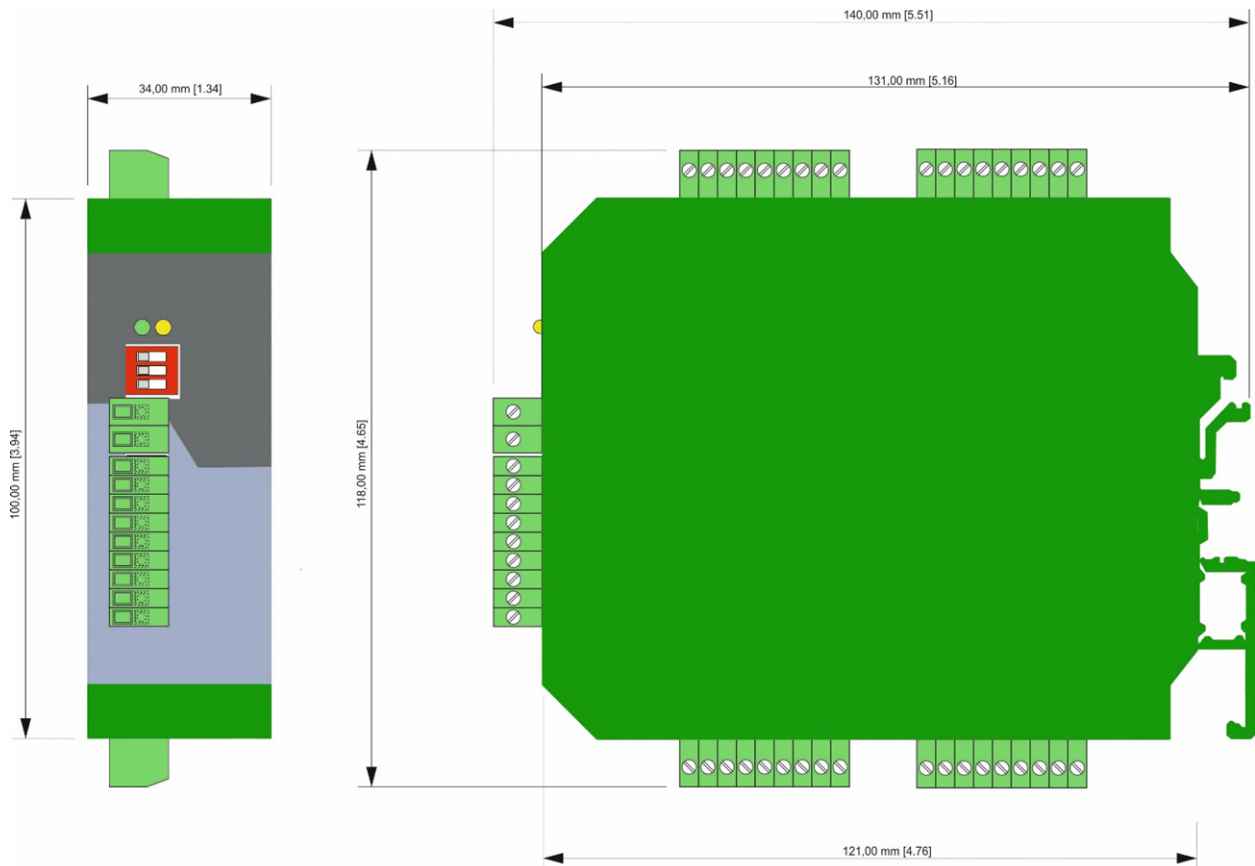 140,00 mm [5.51]
34,00 mm [1.34]
131,00 mm [5.16]
100,00 mm [3.94]
118,00 mm [4.65]
121,00 mm [4.76]